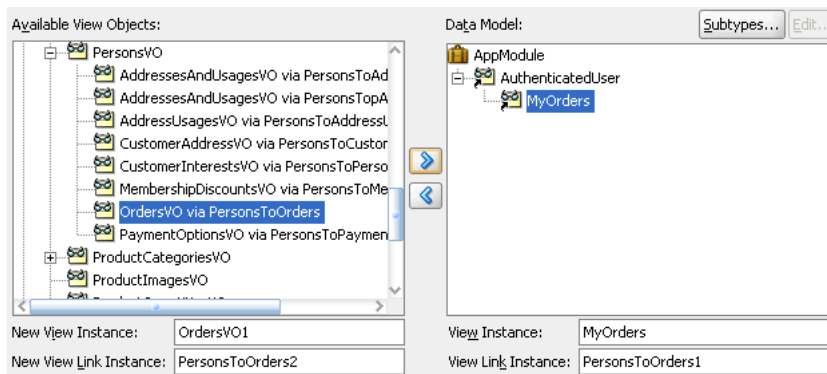 Available View Objects:
PersonsVO
AddressesAndUsagesVO via PersonsToAd
AddressesAndUsagesVO via PersonstopA
AddressUsagesVO via PersonsToAddressU
CustomerAddressVO via PersonsToCustor
CustomerInterestsVO via PersonsToPerso
MembershipDiscountsVO via PersonsToMe
OrdersVO via PersonsToOrders
PaymentOptionsVO via PersonsToPaymen
ProductCategoriesVO
ProductImagesVO
New View Instance: OrdersVO1
New View Link Instance: PersonsToOrders2
Data Model:
Subtypes...
Edit..
AppModule
AuthenticatedUser
MyOrders
View Instance: MyOrders
View Link Instance: PersonsToOrders1